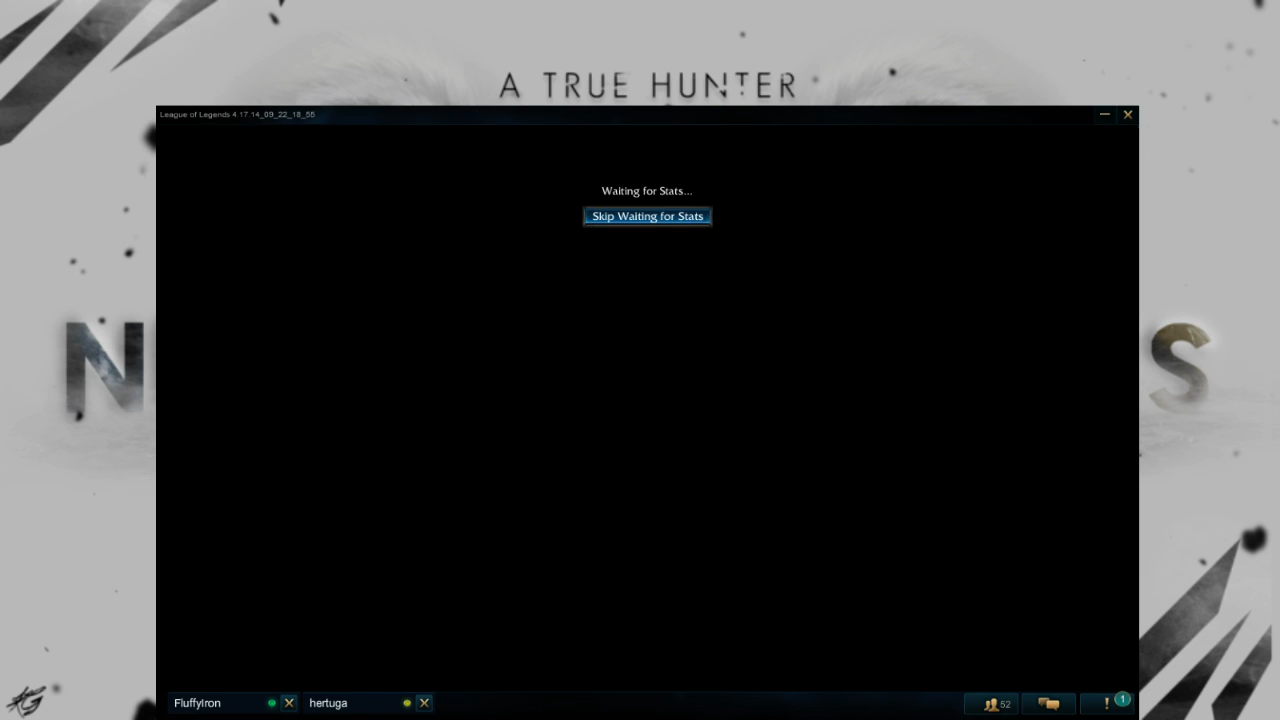 A TRUE HUNTER
League of Legends 4.17.14_09_22_18_55
Waiting for Stats...
Skip Waiting for Stats
N
S
FluffyIron
hertuga
52
!
1